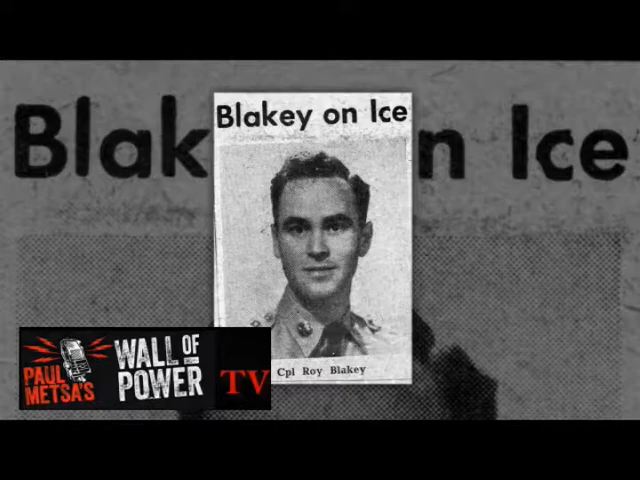 Blakey on Ice
Blak n Ice
Cpl Roy Blakey
PAUL
METSA'S
WALL OF
POWER
TV